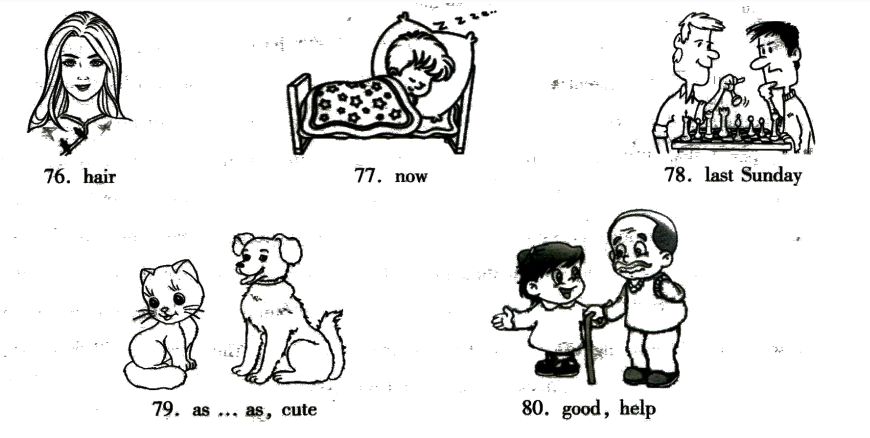 z z z z...
76. hair
77. now
78. last Sunday
79. as ... as, cute
80. good, help